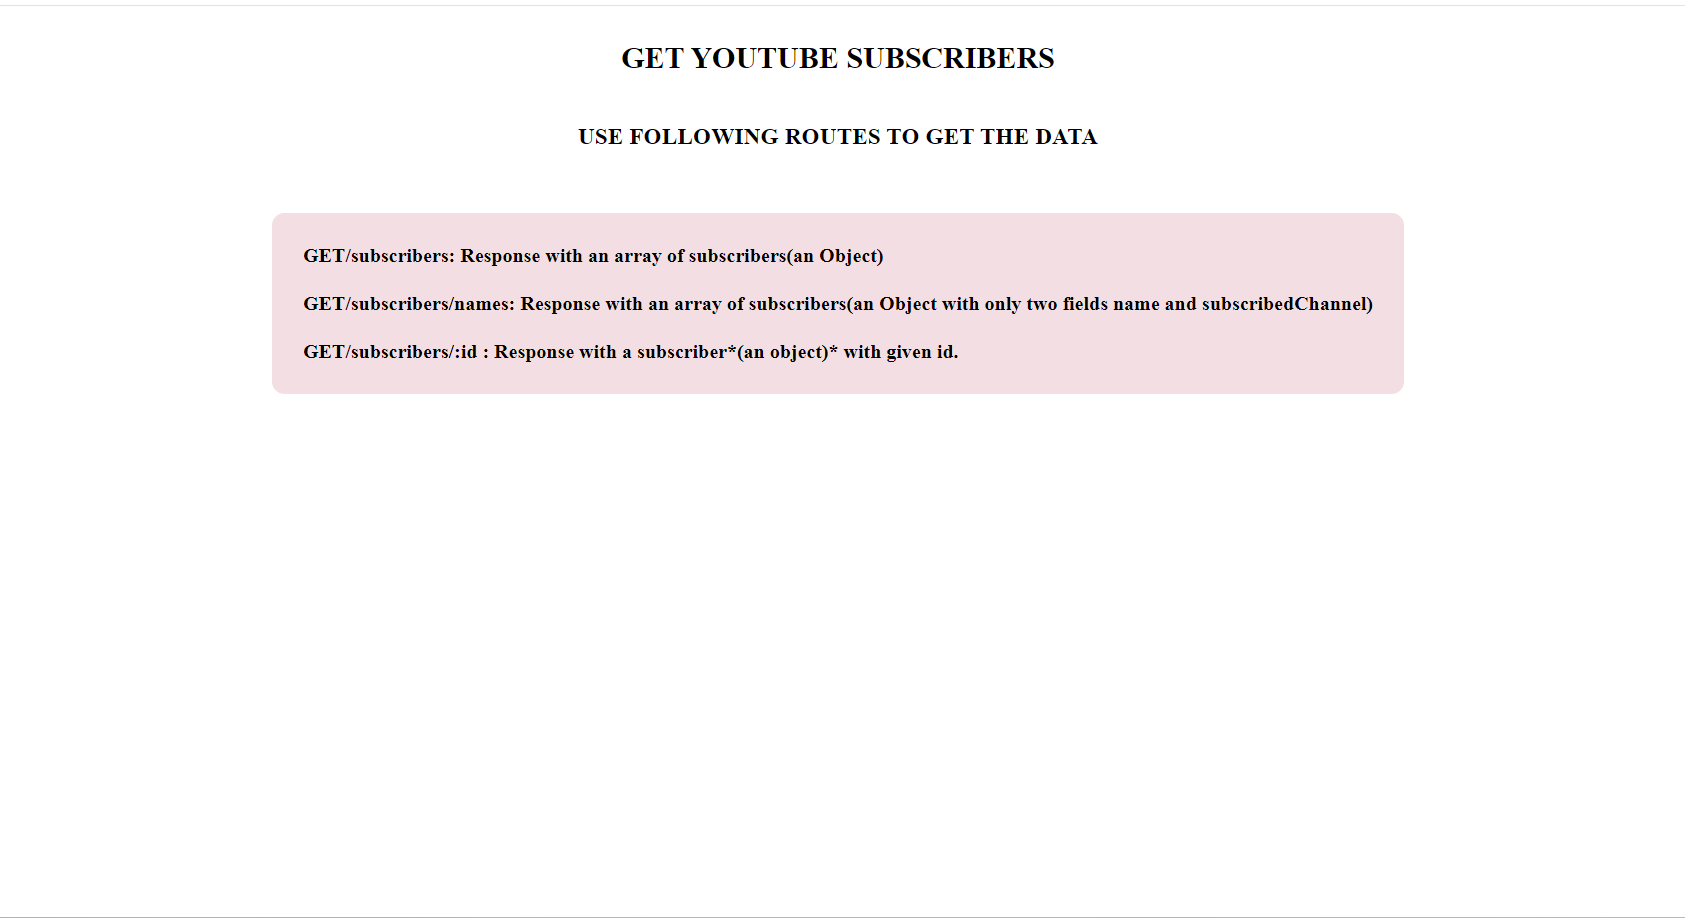 GET YOUTUBE SUBSCRIBERS
USE FOLLOWING ROUTES TO GET THE DATA
GET/subscribers: Response with an array of subscribers(an Object)
GET/subscribers/names: Response with an array of subscribers(an Object with only two fields name and subscribedChannel)
GET/subscribers/:id : Response with a subscriber*(an object)* with given id.